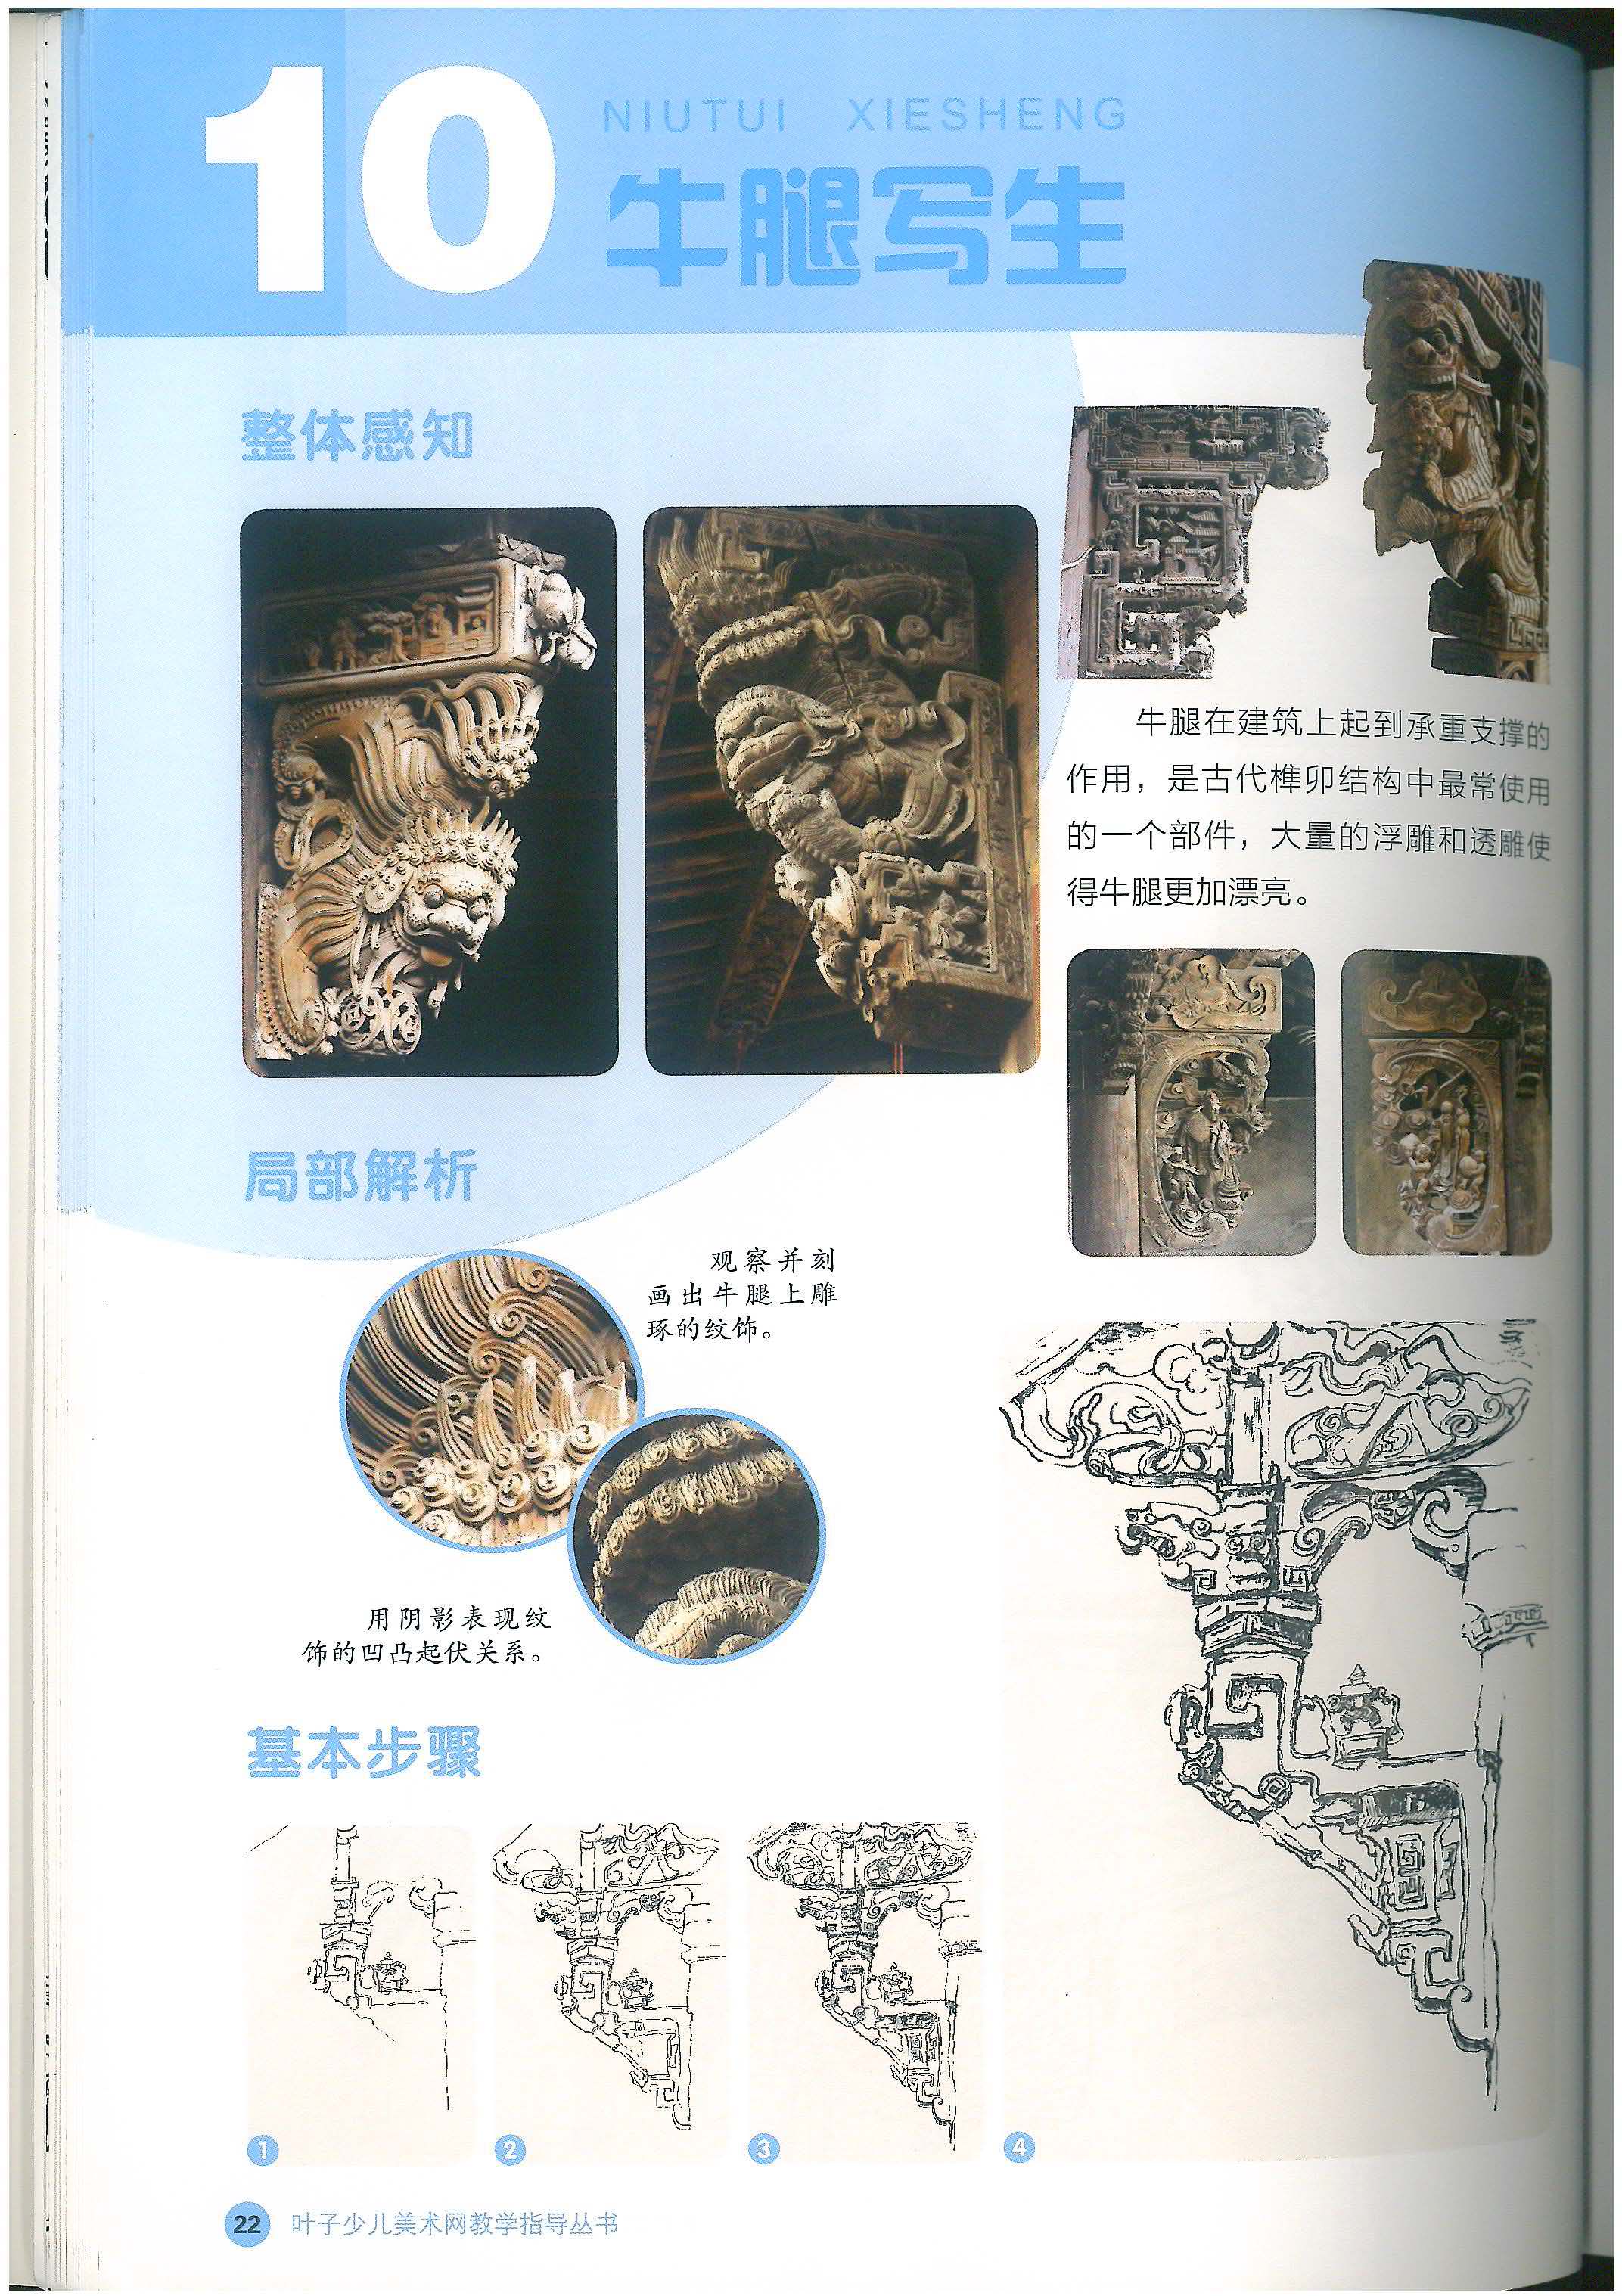 10
NIUTUI XIESHENG
牛腿写生
整体感知
牛腿在建筑上起到承重支撑的
作用，是古代榫卯结构中最常使用
的一个部件，大量的浮雕和透雕使
得牛腿更加漂亮。
局部解析
观察并刻
画出牛腿上雕
琢的纹饰。
用阴影表现纹
饰的凹凸起伏关系。
基本步骤
1
2
3
4
22 叶子少儿美术网教学指导丛书